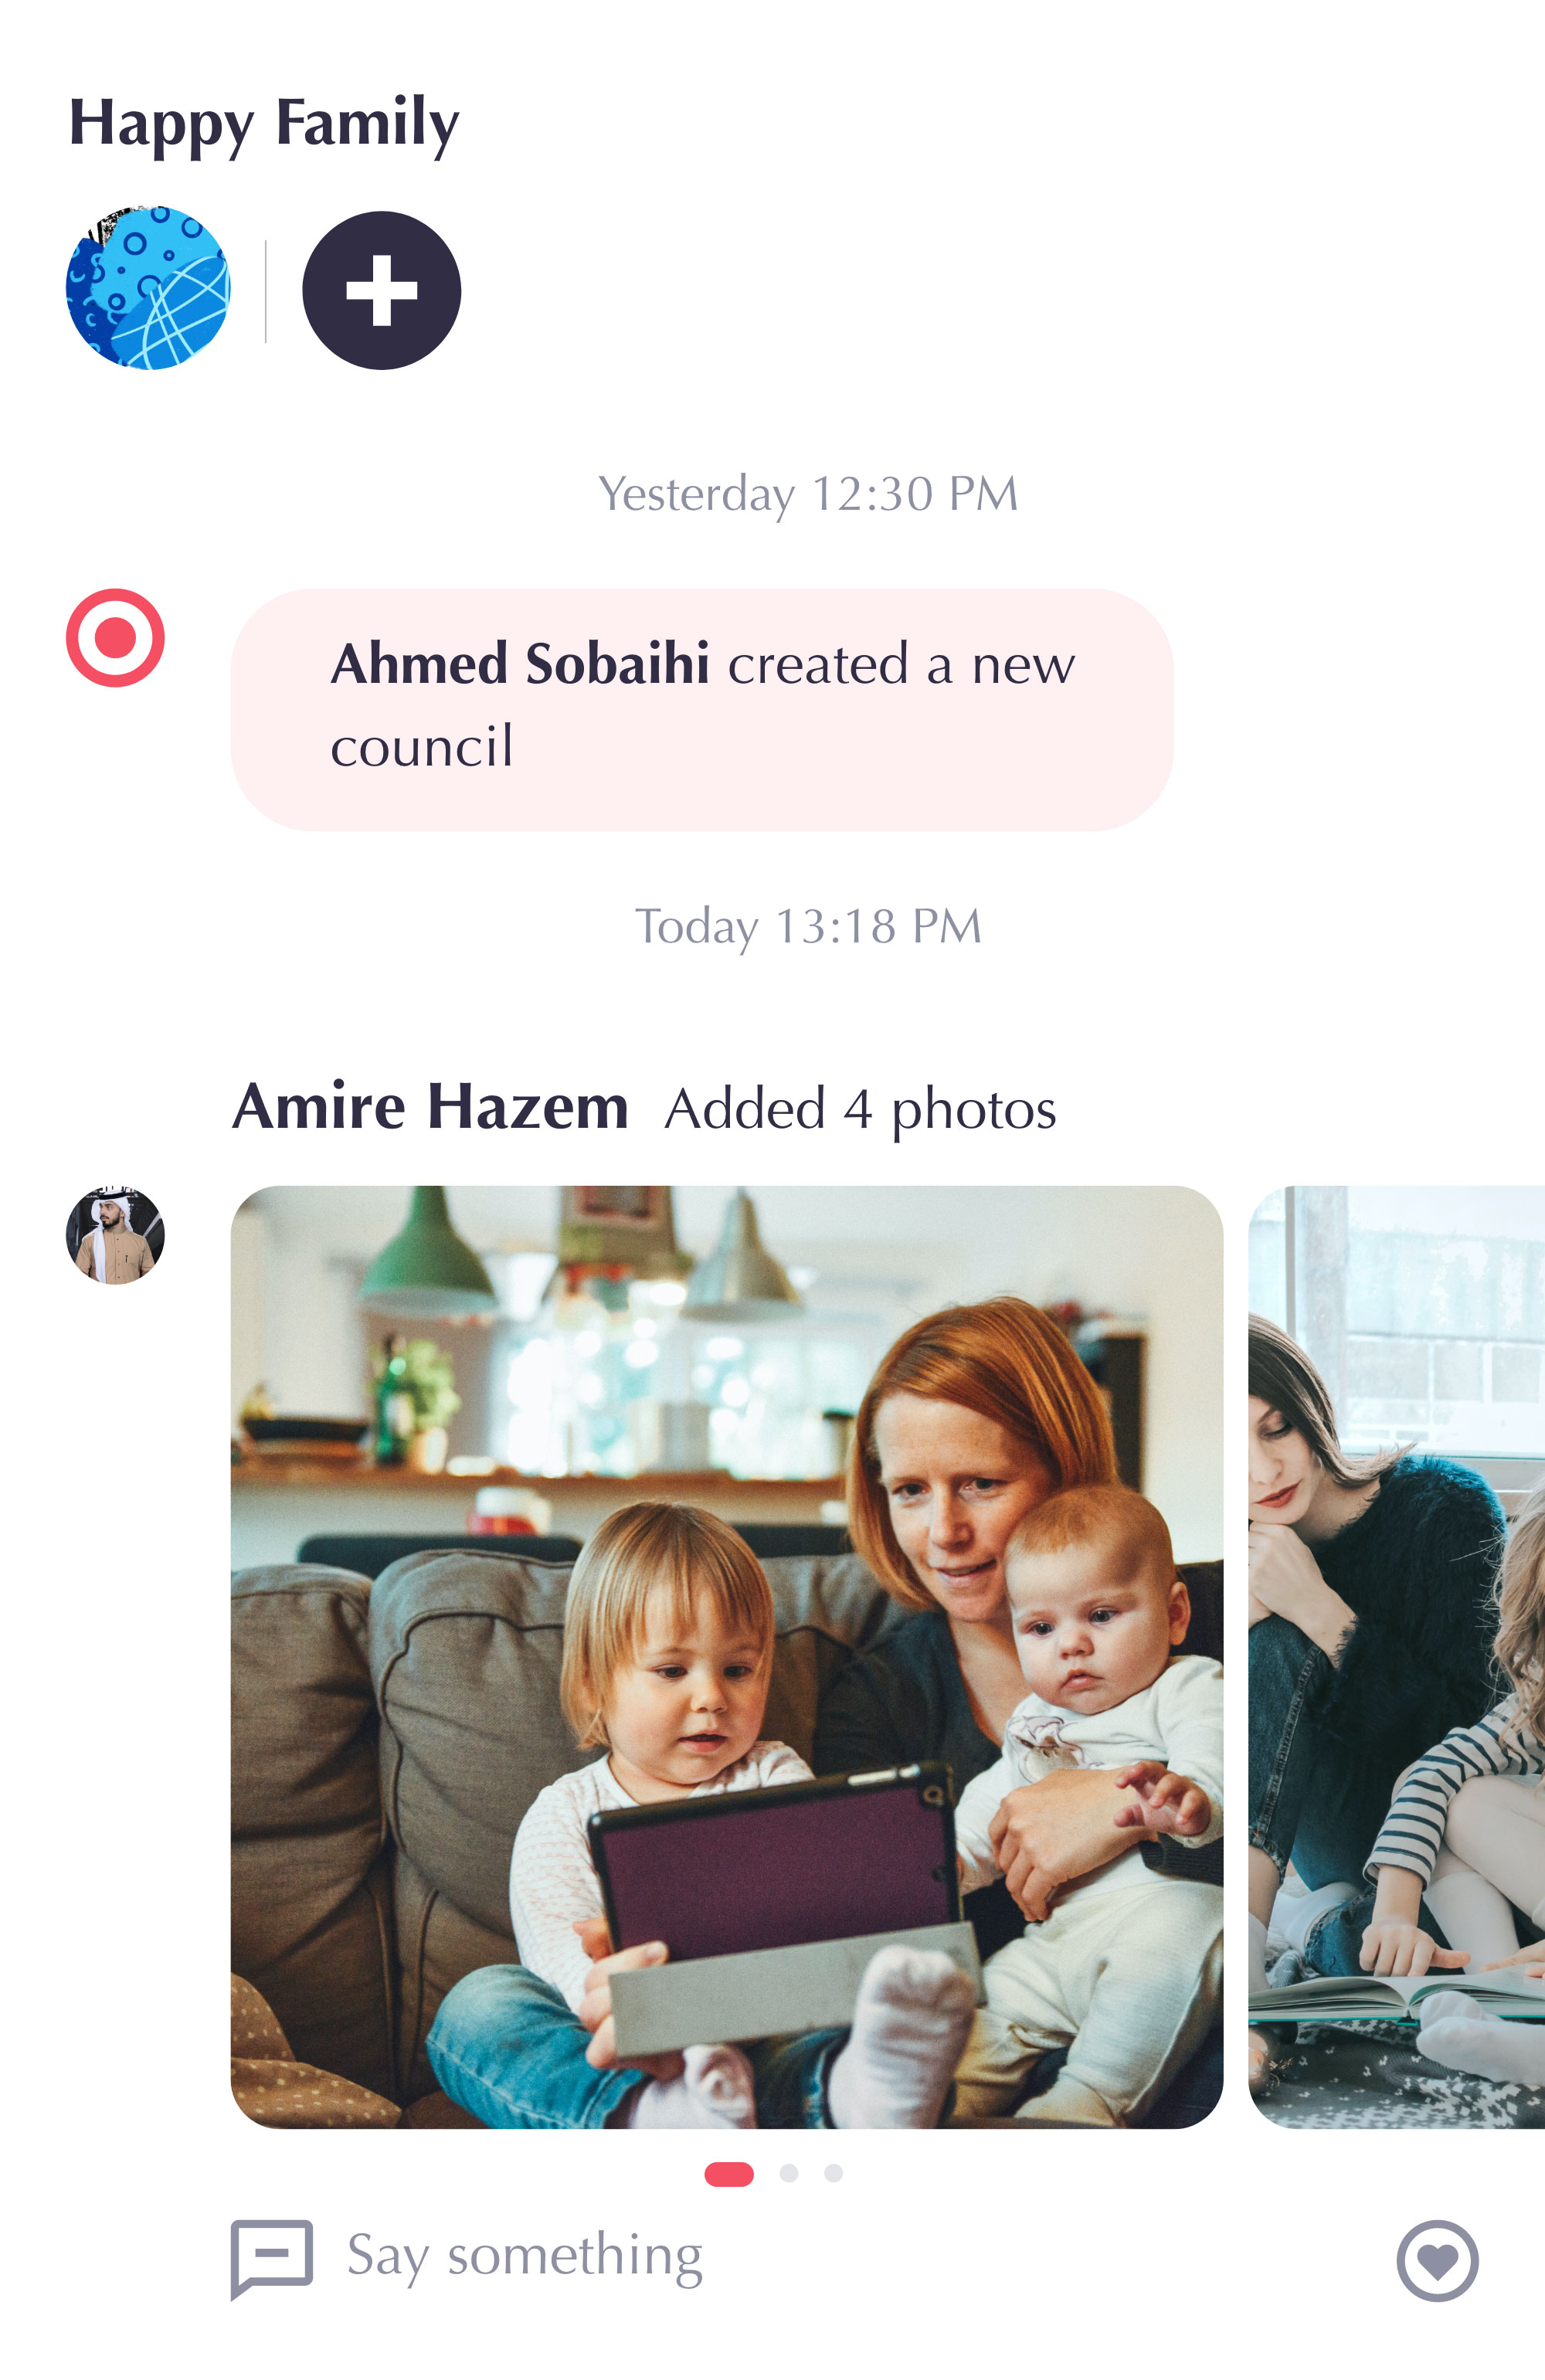 Happy Family
Yesterday 12:30 PM
Ahmed Sobaihi created a new
council
Today 13:18 PM
Amire Hazem Added 4 photos
Say something